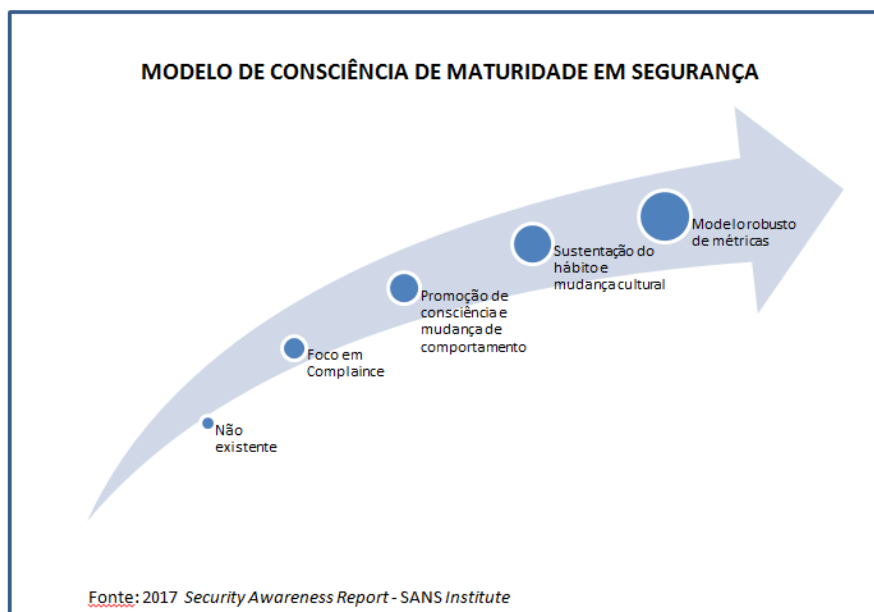 MODELO DE CONSCIÊNCIA DE MATURIDADE EM SEGURANÇA
Não
existente
Foco em
Complaince
Promoção de
consciência e
mudança de
comportamento
Sustentação do
hábito e
mudança cultural
Modelo robusto
de métricas
Fonte: 2017 Security Awareness Report - SANS Institute